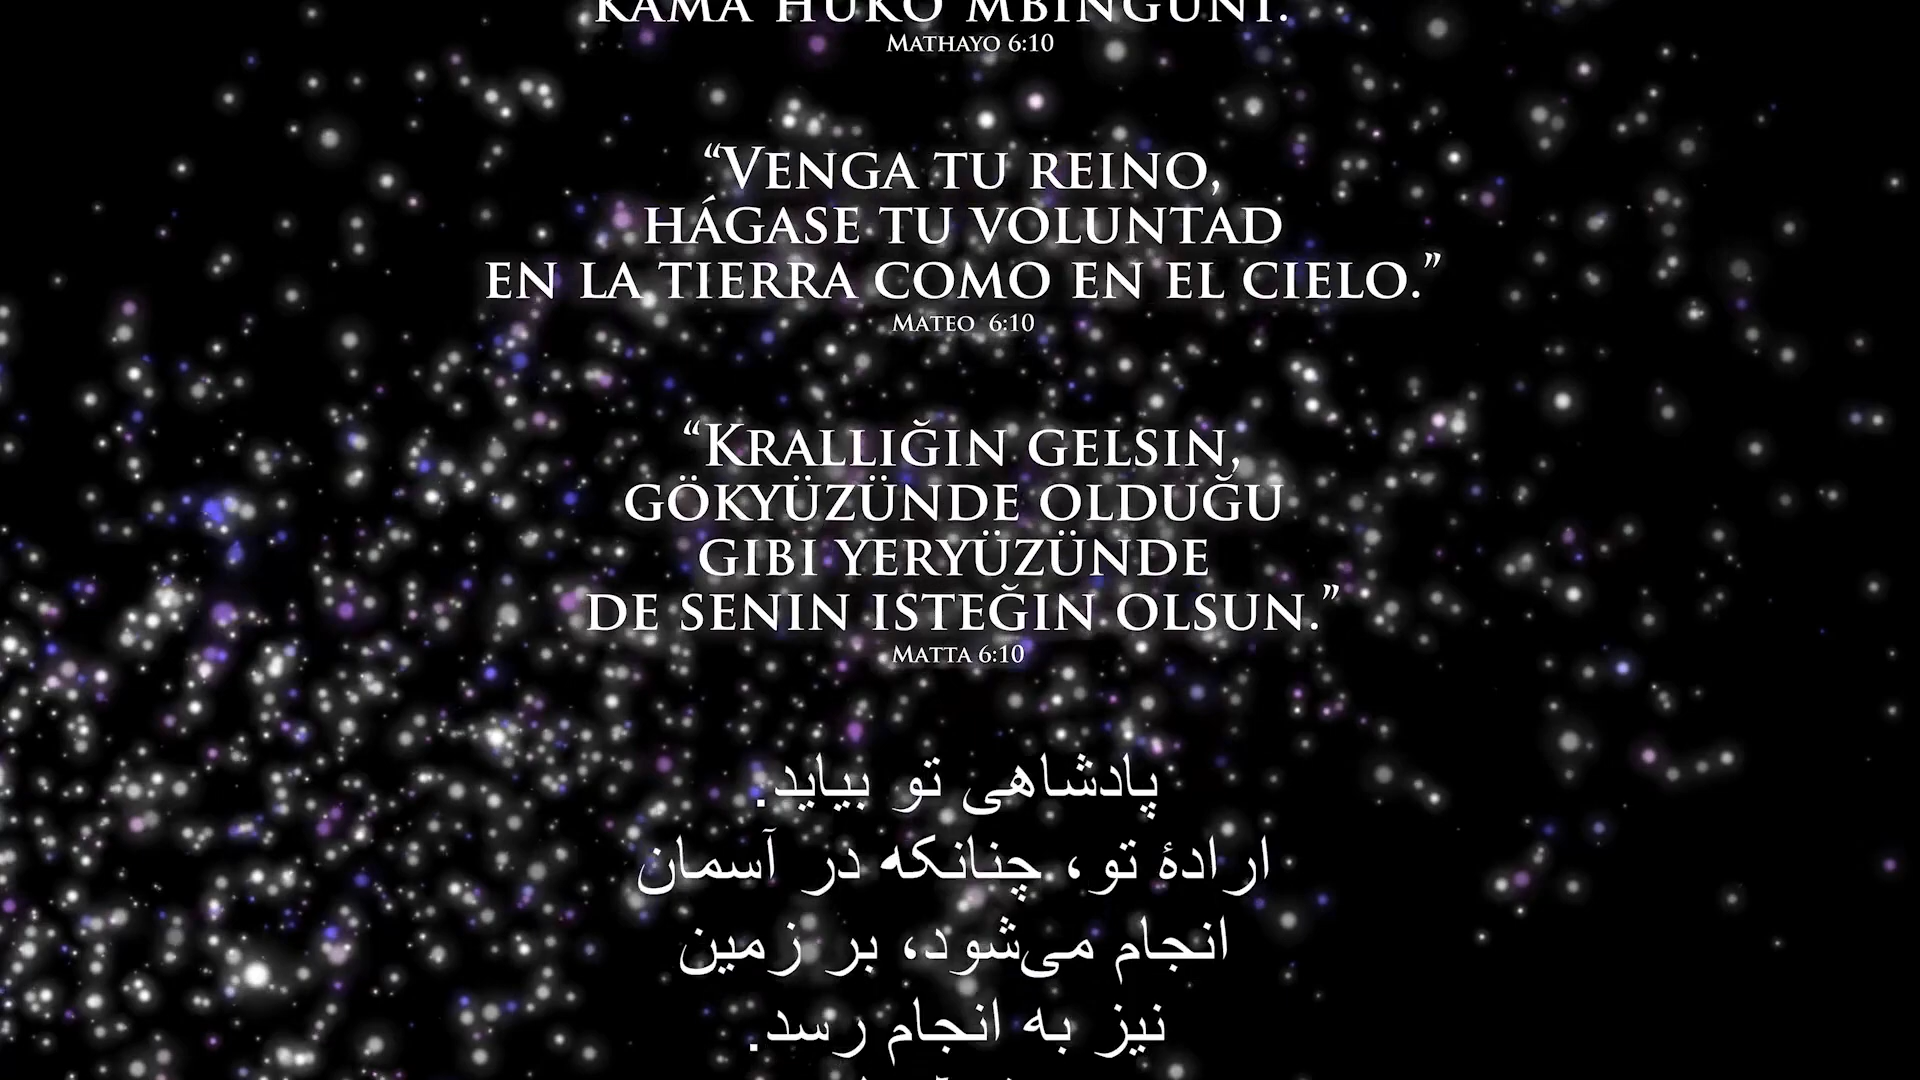 KAMA HUKO MBINGUNI.
MATHAYO 6:10
“VENGA TU REINO,
HÁGASE TU VOLUNTAD
EN LA TIERRA COMO EN EL CIELO.”
MATEO 6:10
“KRALLIĞIN GELSIN,
GÖKYÜZÜNDE OLDUĞU
GIBI YERYÜZÜNDE
DE SENIN ISTEĞIN OLSUN.”
MATTA 6:10
پادشاهی تو بیاید.
ارادۀ تو، چنانکه در آسمان
انجام می‌شود، بر زمین
نیز به انجام رسد.